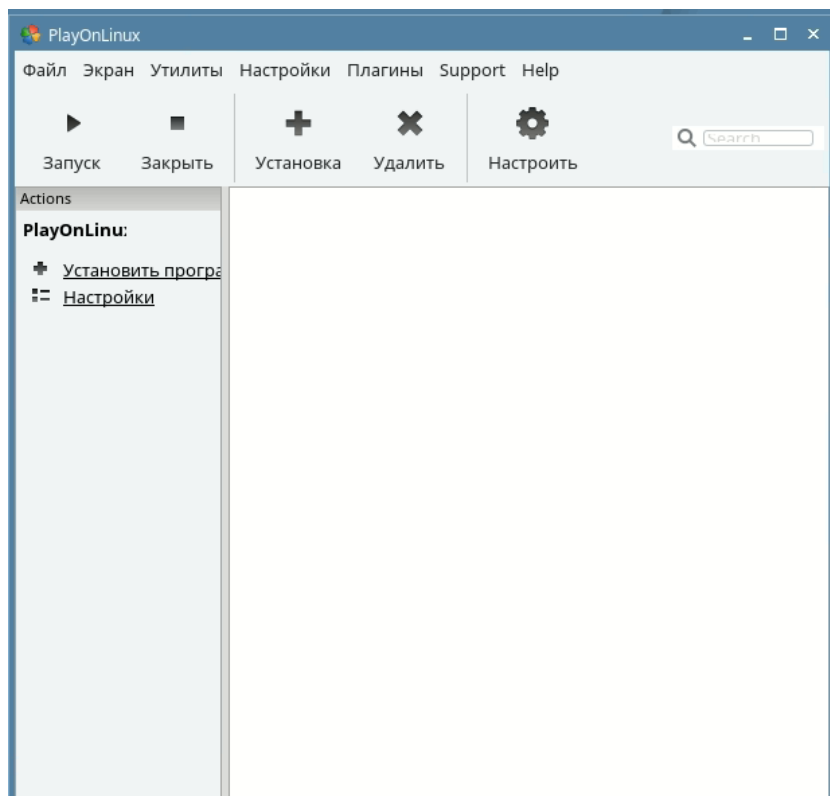 PlayOnLinux
Файл Экран Утилиты Настройки Плагины Support Help
Запуск Закрыть Установка Удалить Настроить
Search
Actions
PlayOnLinu:
Установить програ
Настройки